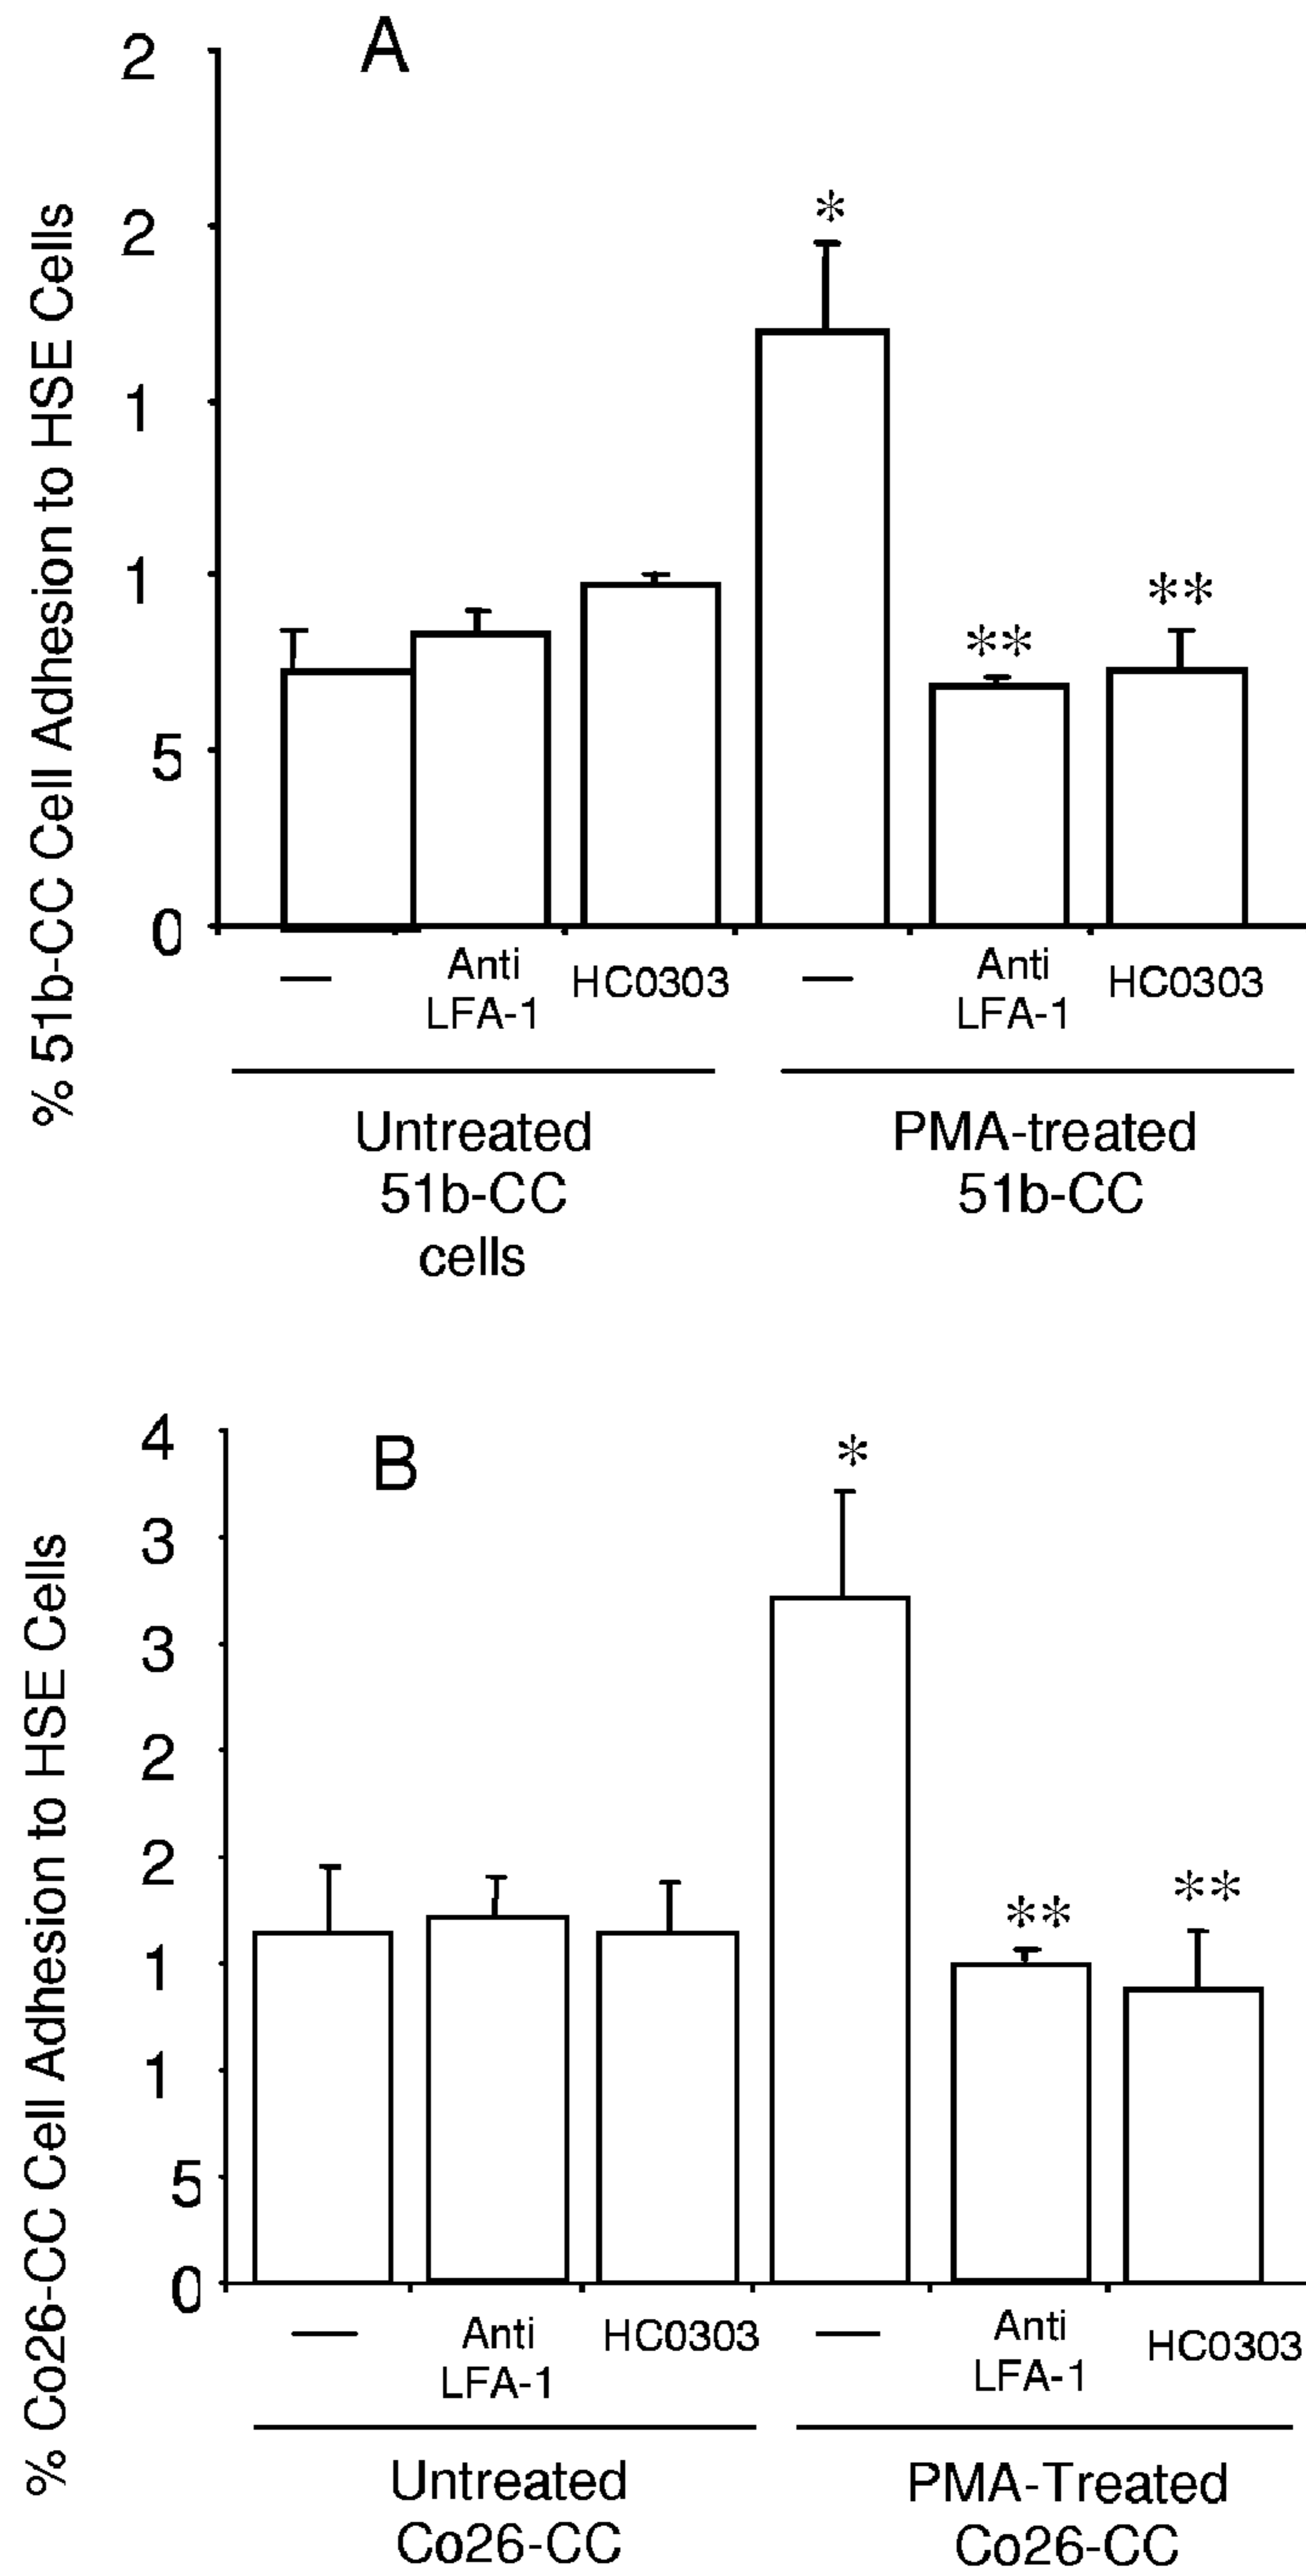 A
2
2
1
1
5
0
% 51b-CC Cell Adhesion to HSE Cells
*
**
**
— Anti LFA-1 HC0303 — Anti LFA-1 HC0303
Untreated
51b-CC
cells
PMA-treated
51b-CC
B
4
3
3
2
2
1
1
5
0
% Co26-CC Cell Adhesion to HSE Cells
*
**
**
— Anti LFA-1 HC0303 — Anti LFA-1 HC0303
Untreated
Co26-CC
PMA-Treated
Co26-CC